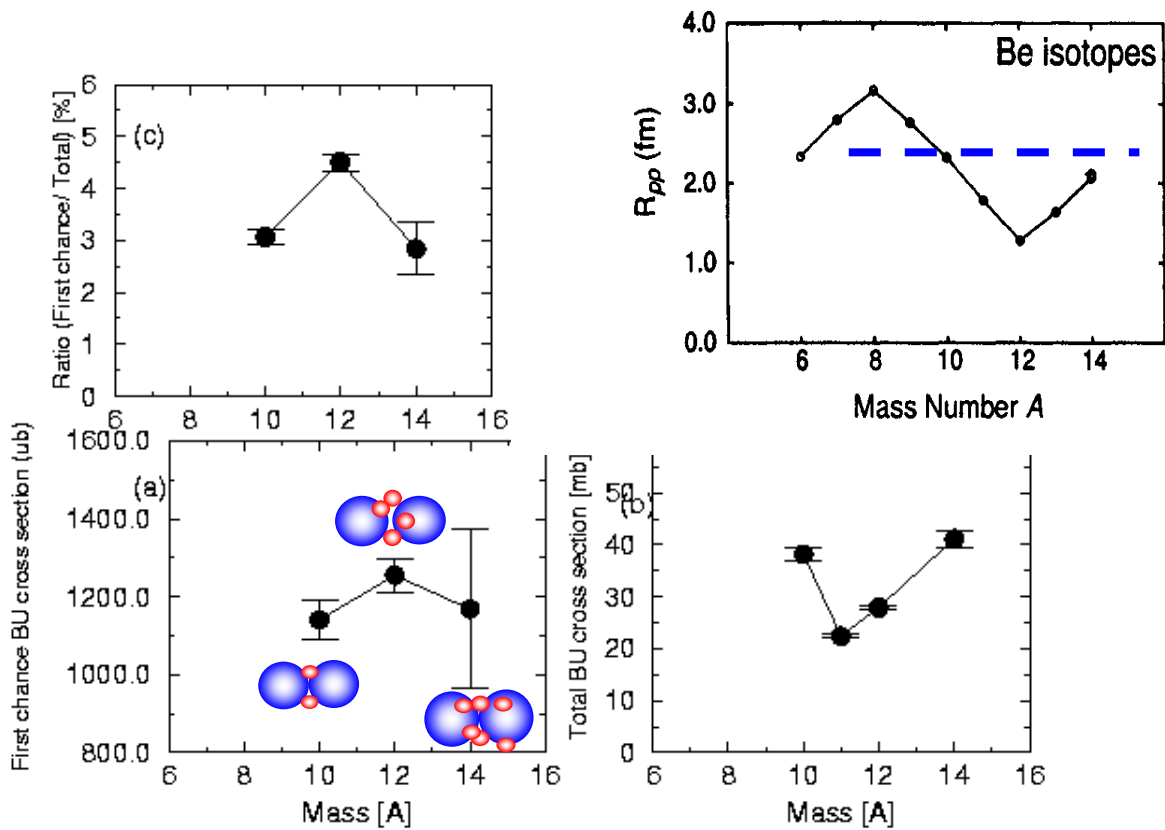 6
5
4
3
2
1
0
Ratio (First chance/ Total) [%]
(c)
6 8 10 12 14 16
4.0
3.0
2.0
1.0
0.0
Rpp (fm)
Be isotopes
6 8 10 12 14
Mass Number A
1600.0
1400.0
1200.0
1000.0
800.0
First chance BU cross section (ub)
(a)
6 8 10 12 14 16
Mass [A]
50
40
30
20
10
0
Total BU cross section [mb]
(b)
6 8 10 12 14 16
Mass [A]